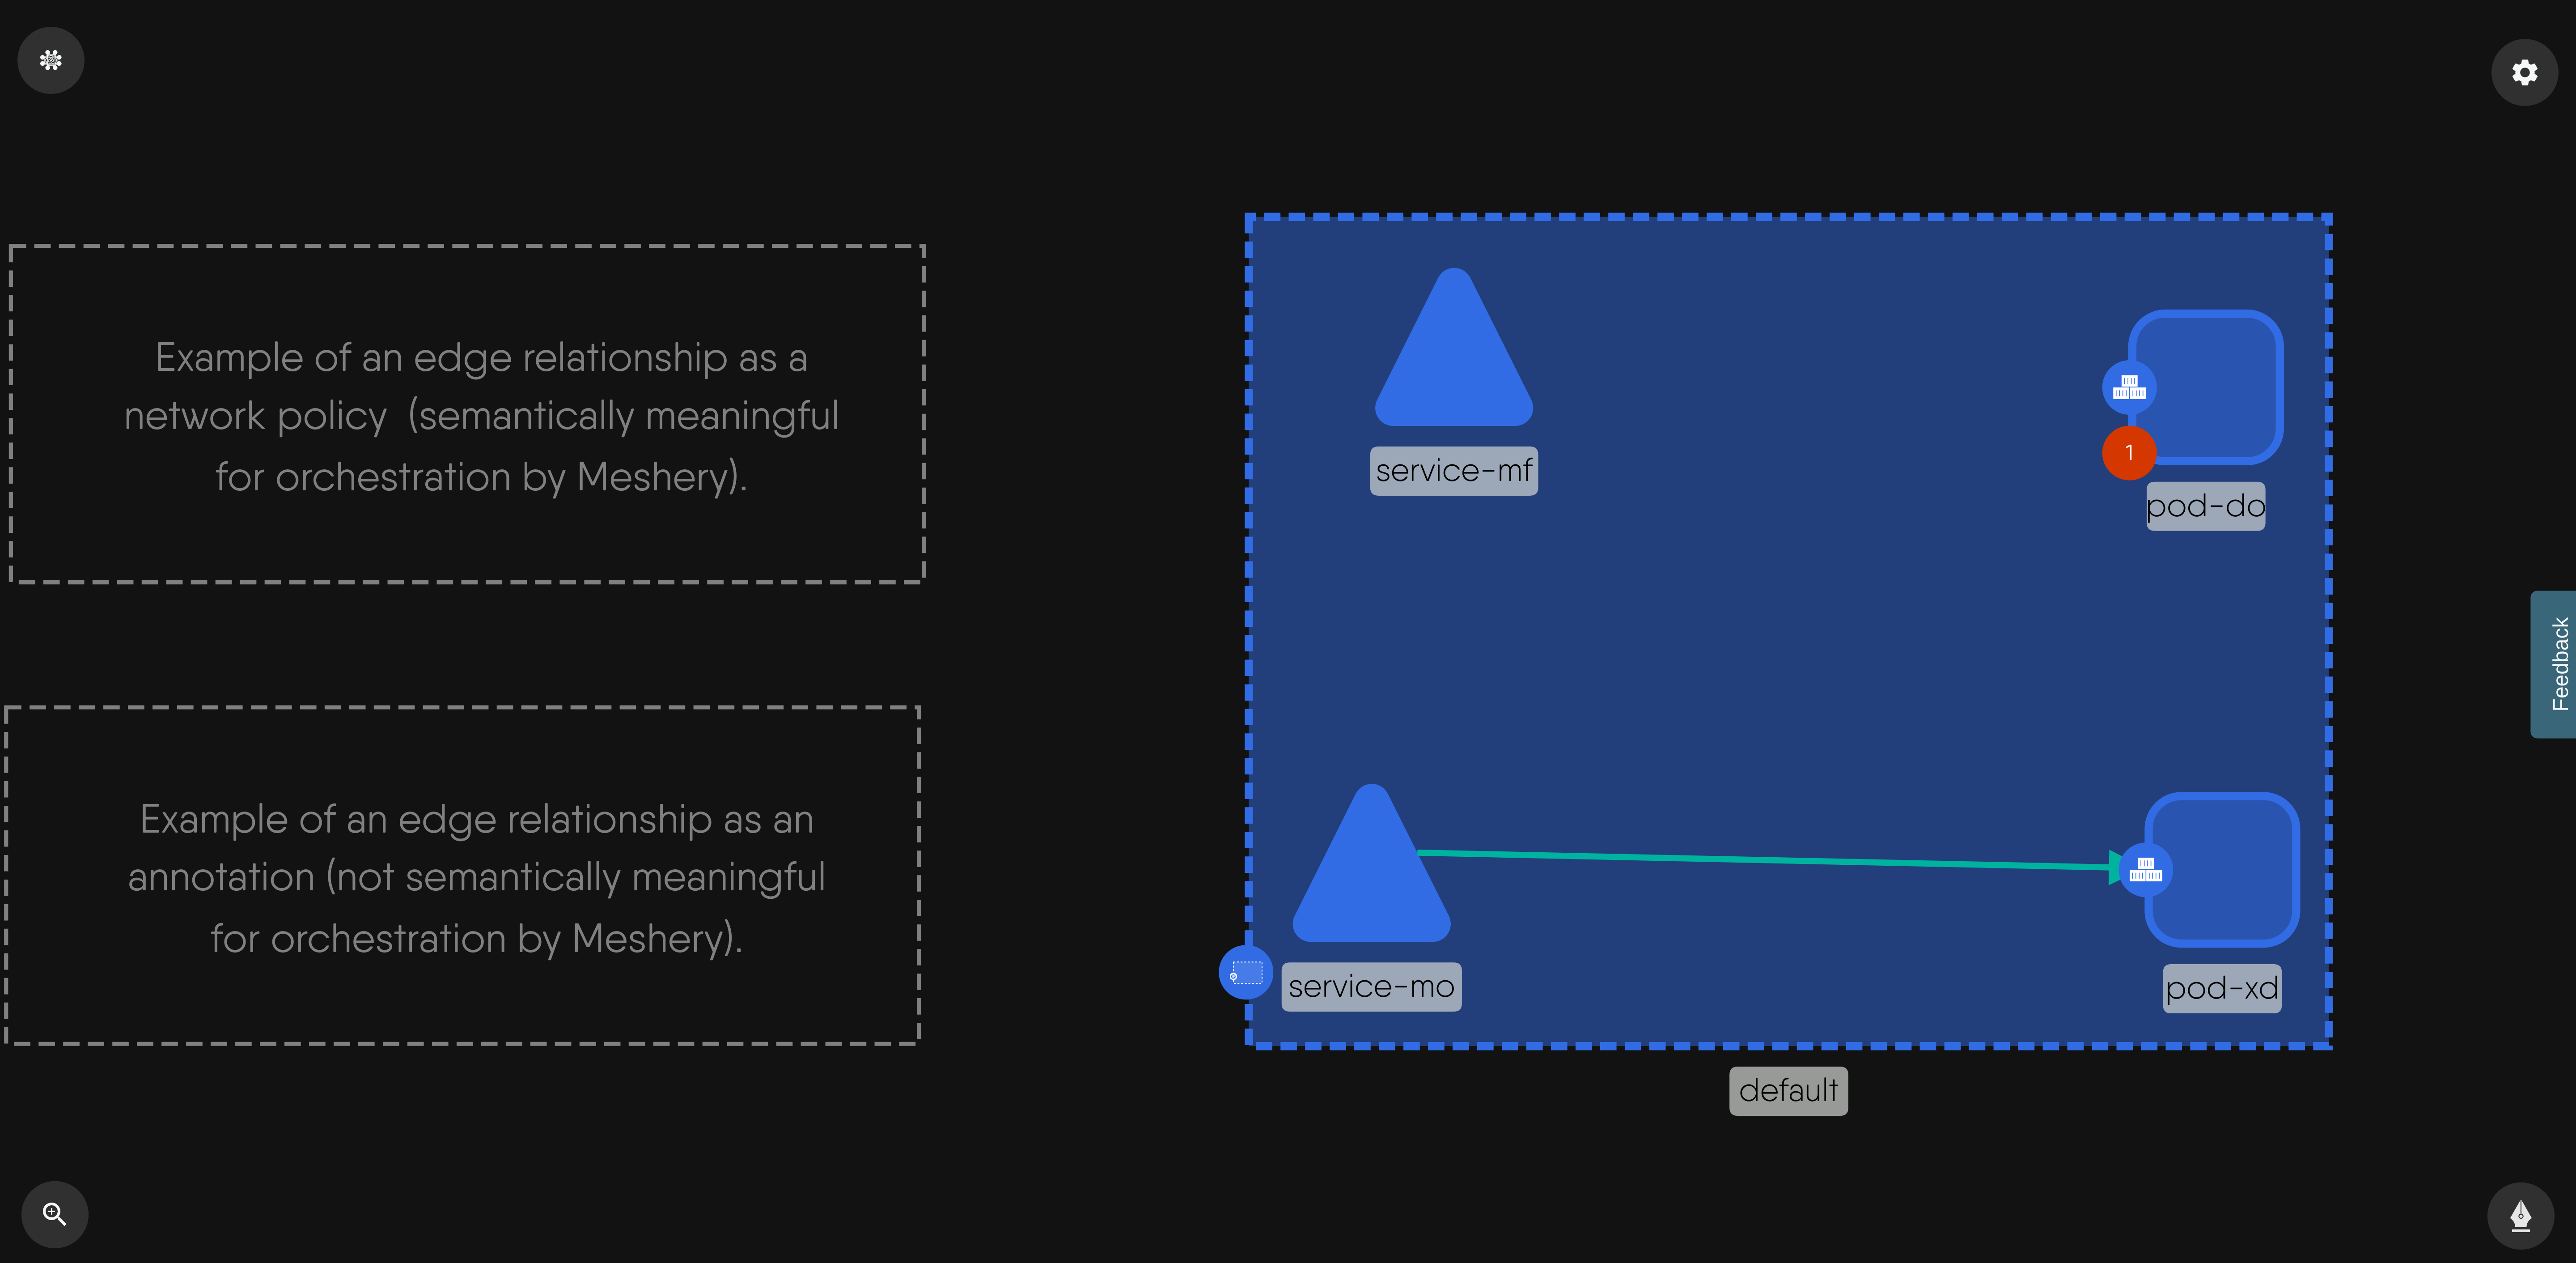 Example of an edge relationship as a
network policy  (semantically meaningful
for orchestration by Meshery).
Example of an edge relationship as an
annotation (not semantically meaningful
for orchestration by Meshery).
service-mf
1
pod-do
service-mo
pod-xd
default
Feedback